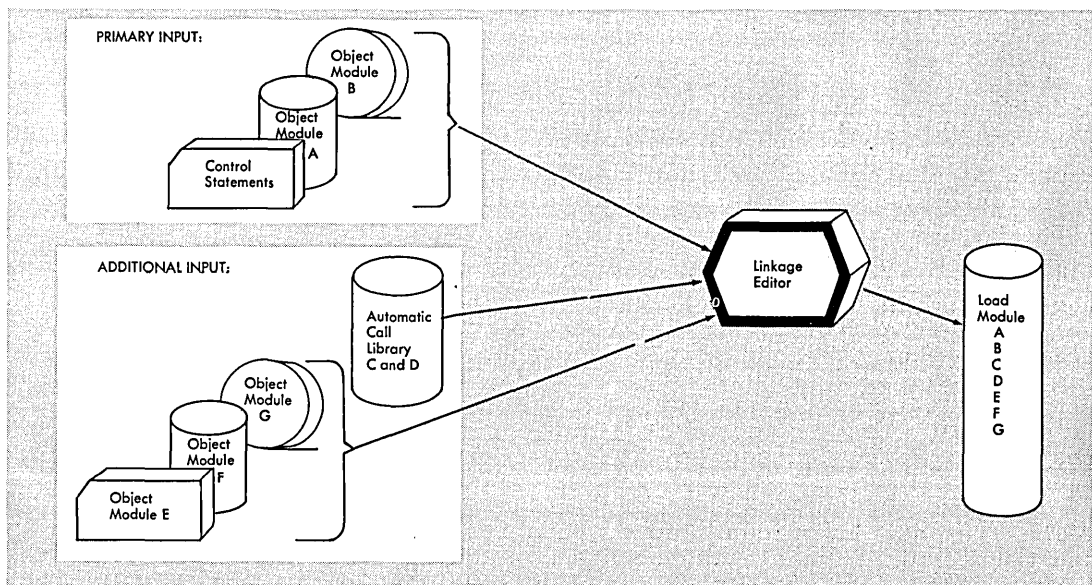 PRIMARY INPUT:
Object
Module
B
Object
Module
A
Control
Statements
ADDITIONAL INPUT:
Automatic
Call
Library
C and D
Object
Module
G
Object
Module
F
Object
Module E
Linkage
Editor
Load
Module
A
B
C
D
E
F
G